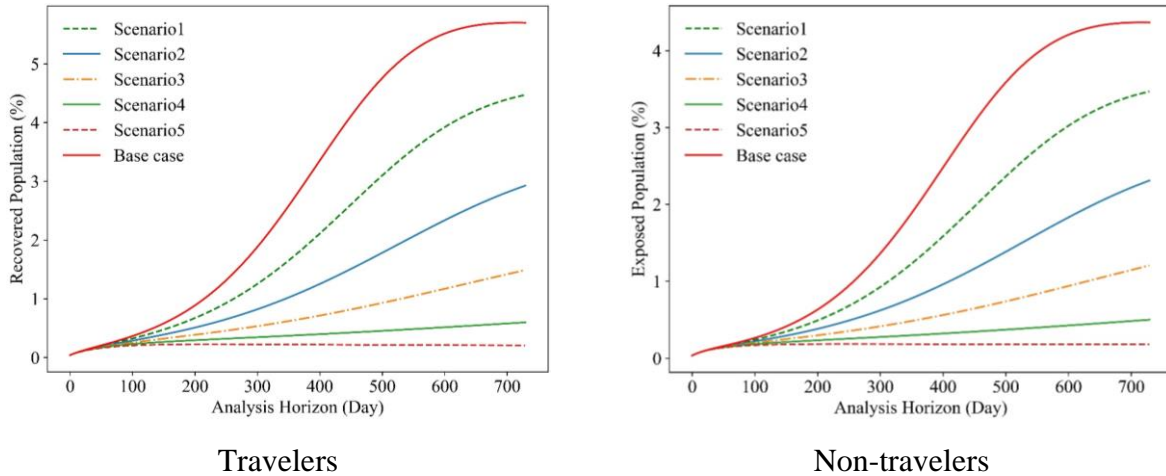 Scenario1
Scenario2
Scenario3
Scenario4
Scenario5
Base case
Recovered Population (%)
5
4
3
2
1
0
0 100 200 300 400 500 600 700
Analysis Horizon (Day)
Travelers
Scenario1
Scenario2
Scenario3
Scenario4
Scenario5
Base case
Exposed Population (%)
4
3
2
1
0
0 100 200 300 400 500 600 700
Analysis Horizon (Day)
Non-travelers